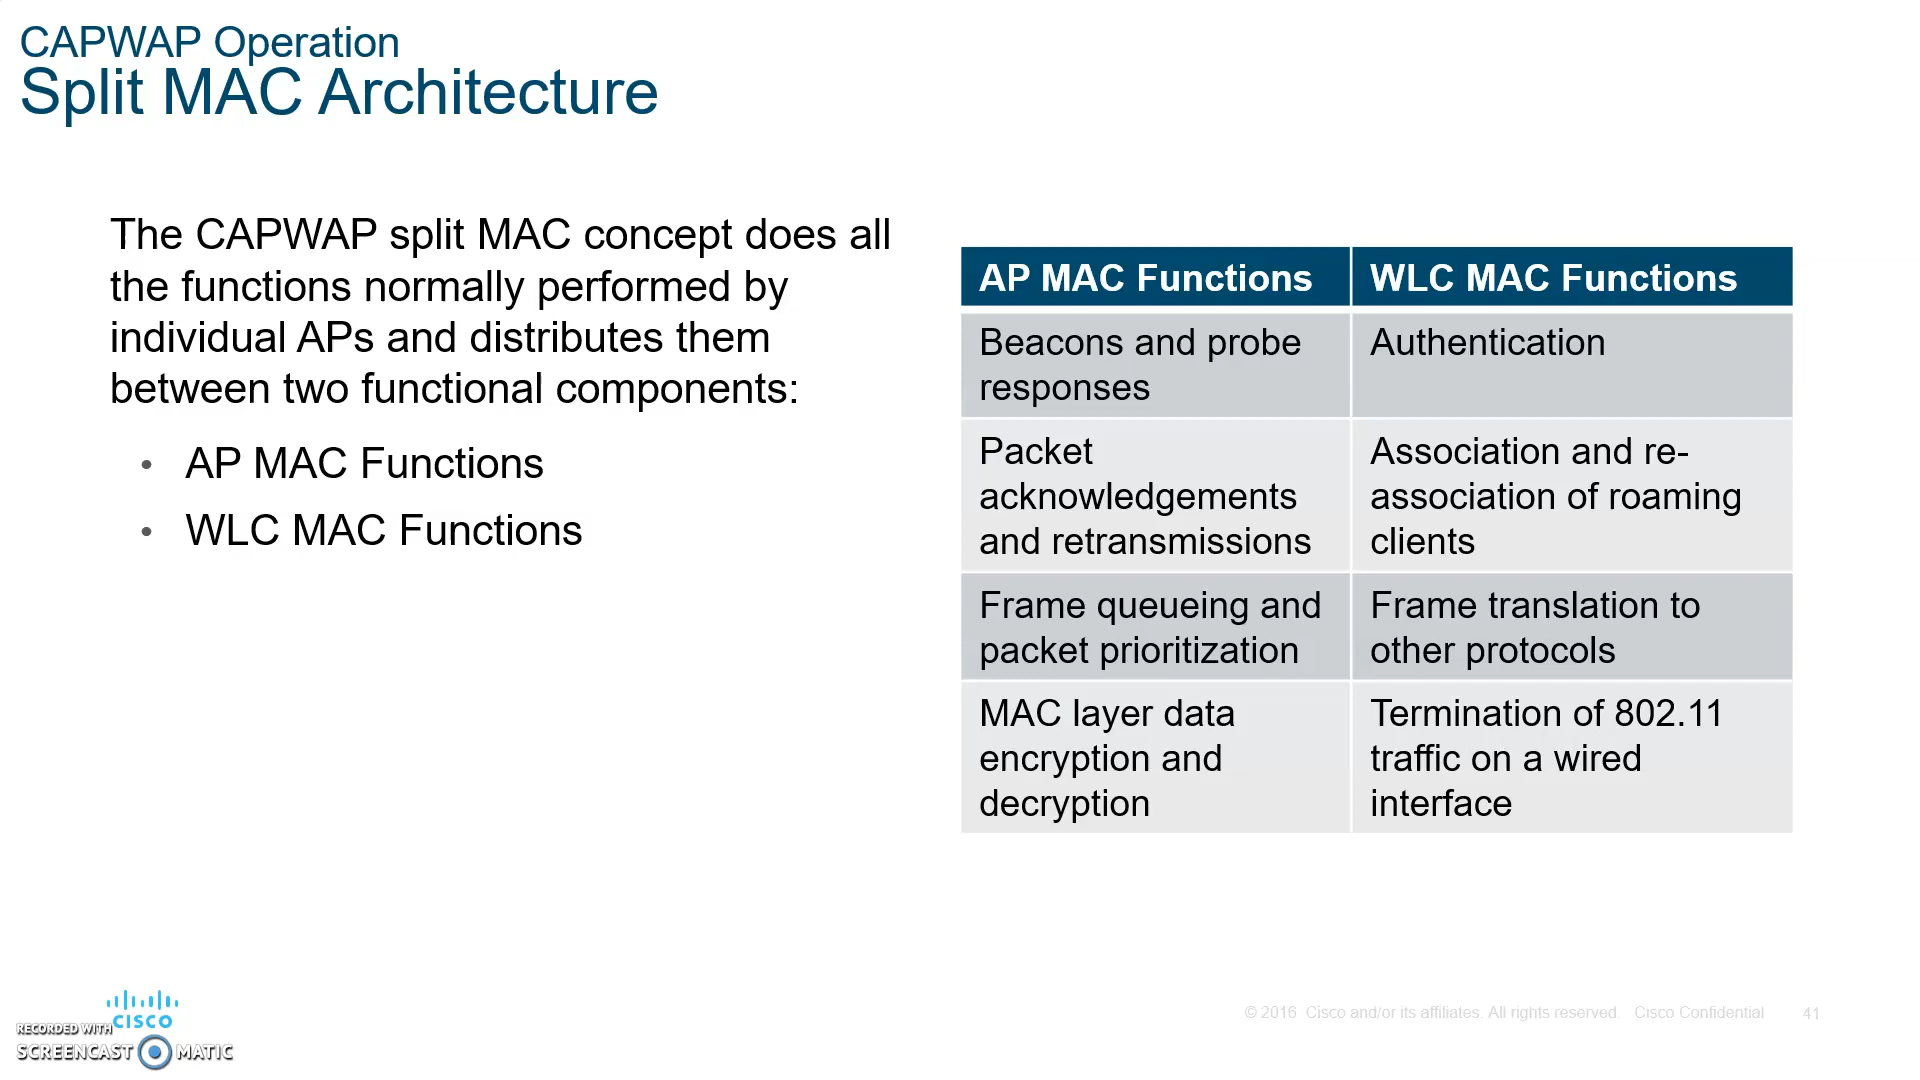 CAPWAP Operation
Split MAC Architecture
The CAPWAP split MAC concept does all
the functions normally performed by
individual APs and distributes them
between two functional components:
• AP MAC Functions
• WLC MAC Functions
AP MAC Functions
WLC MAC Functions
Beacons and probe
responses
Authentication
Packet
acknowledgements
and retransmissions
Association and re-
association of roaming
clients
Frame queueing and
packet prioritization
Frame translation to
other protocols
MAC layer data
encryption and
decryption
Termination of 802.11
traffic on a wired
interface
CISCO
RECORDED WITH
SCREENCAST MATIC
© 2016 Cisco and/or its affiliates. All rights reserved. Cisco Confidential
41